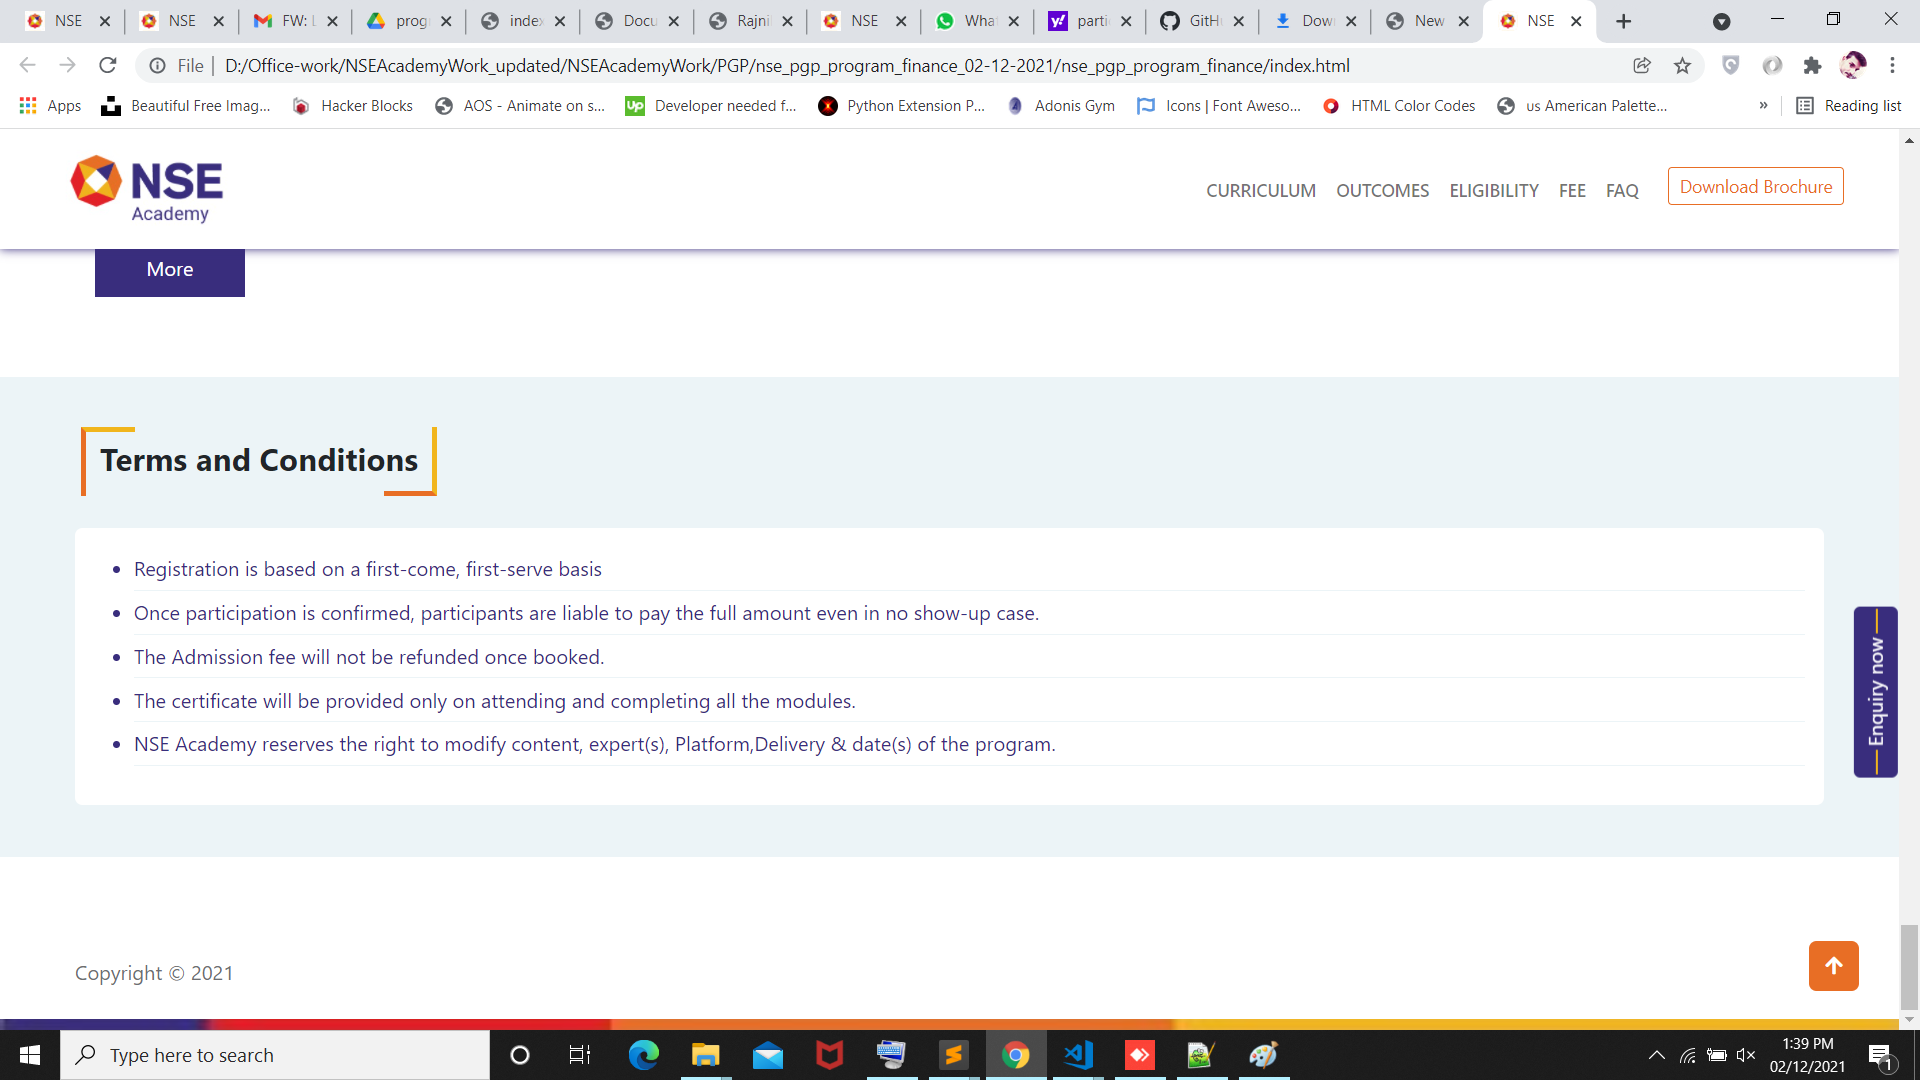 NSE
NSE
FW: L
prog
index
Docu
Rajni
NSE
What
parti
GitH
Dow
New
NSE
File | D:/Office-work/NSEAcademyWork_updated/NSEAcademyWork/PGP/nse_pgp_program_finance_02-12-2021/nse_pgp_program_finance/index.html
Apps
Beautiful Free Imag...
Hacker Blocks
AOS - Animate on s...
Up
Developer needed f...
Python Extension P...
Adonis Gym
Icons | Font Aweso...
HTML Color Codes
us American Palette...
»
Reading list
NSE
Academy
CURRICULUM
OUTCOMES
ELIGIBILITY
FEE
FAQ
Download Brochure
More
Terms and Conditions
• Registration is based on a first-come, first-serve basis
• Once participation is confirmed, participants are liable to pay the full amount even in no show-up case.
• The Admission fee will not be refunded once booked.
• The certificate will be provided only on attending and completing all the modules.
• NSE Academy reserves the right to modify content, expert(s), Platform,Delivery & date(s) of the program.
Enquiry now
Copyright © 2021
Type here to search
1:39 PM
02/12/2021
1